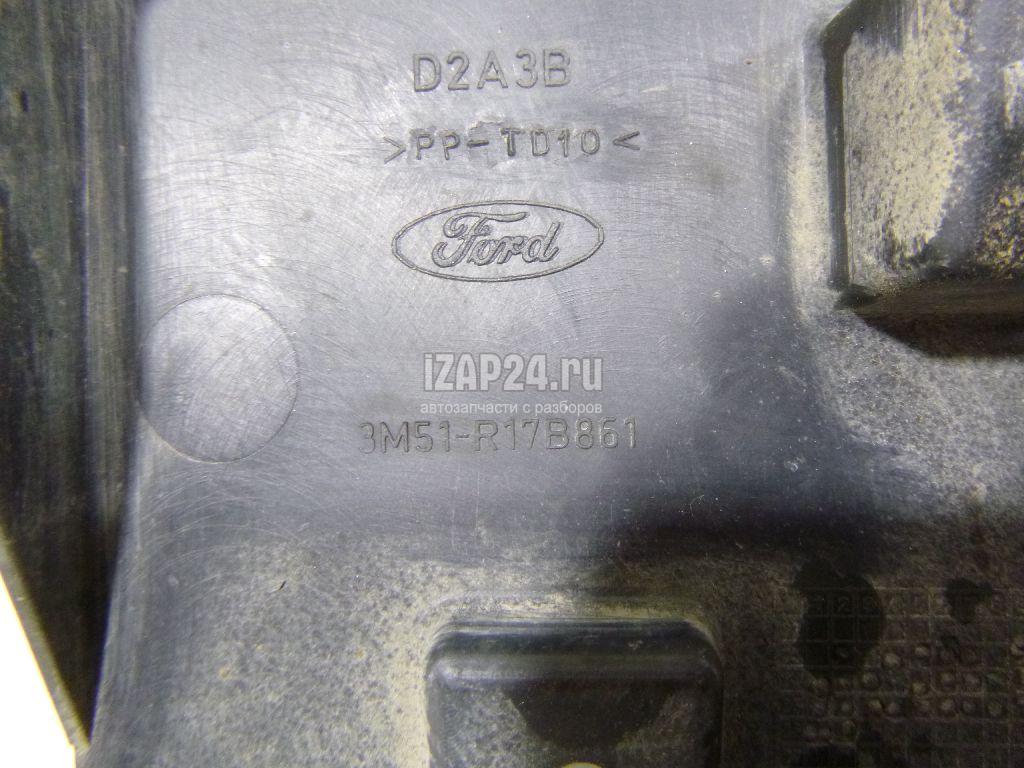 D2A3B
>PP-TD10<
Ford
iZAP24.ru
автозапчасти с разборов
3M51-R17B861